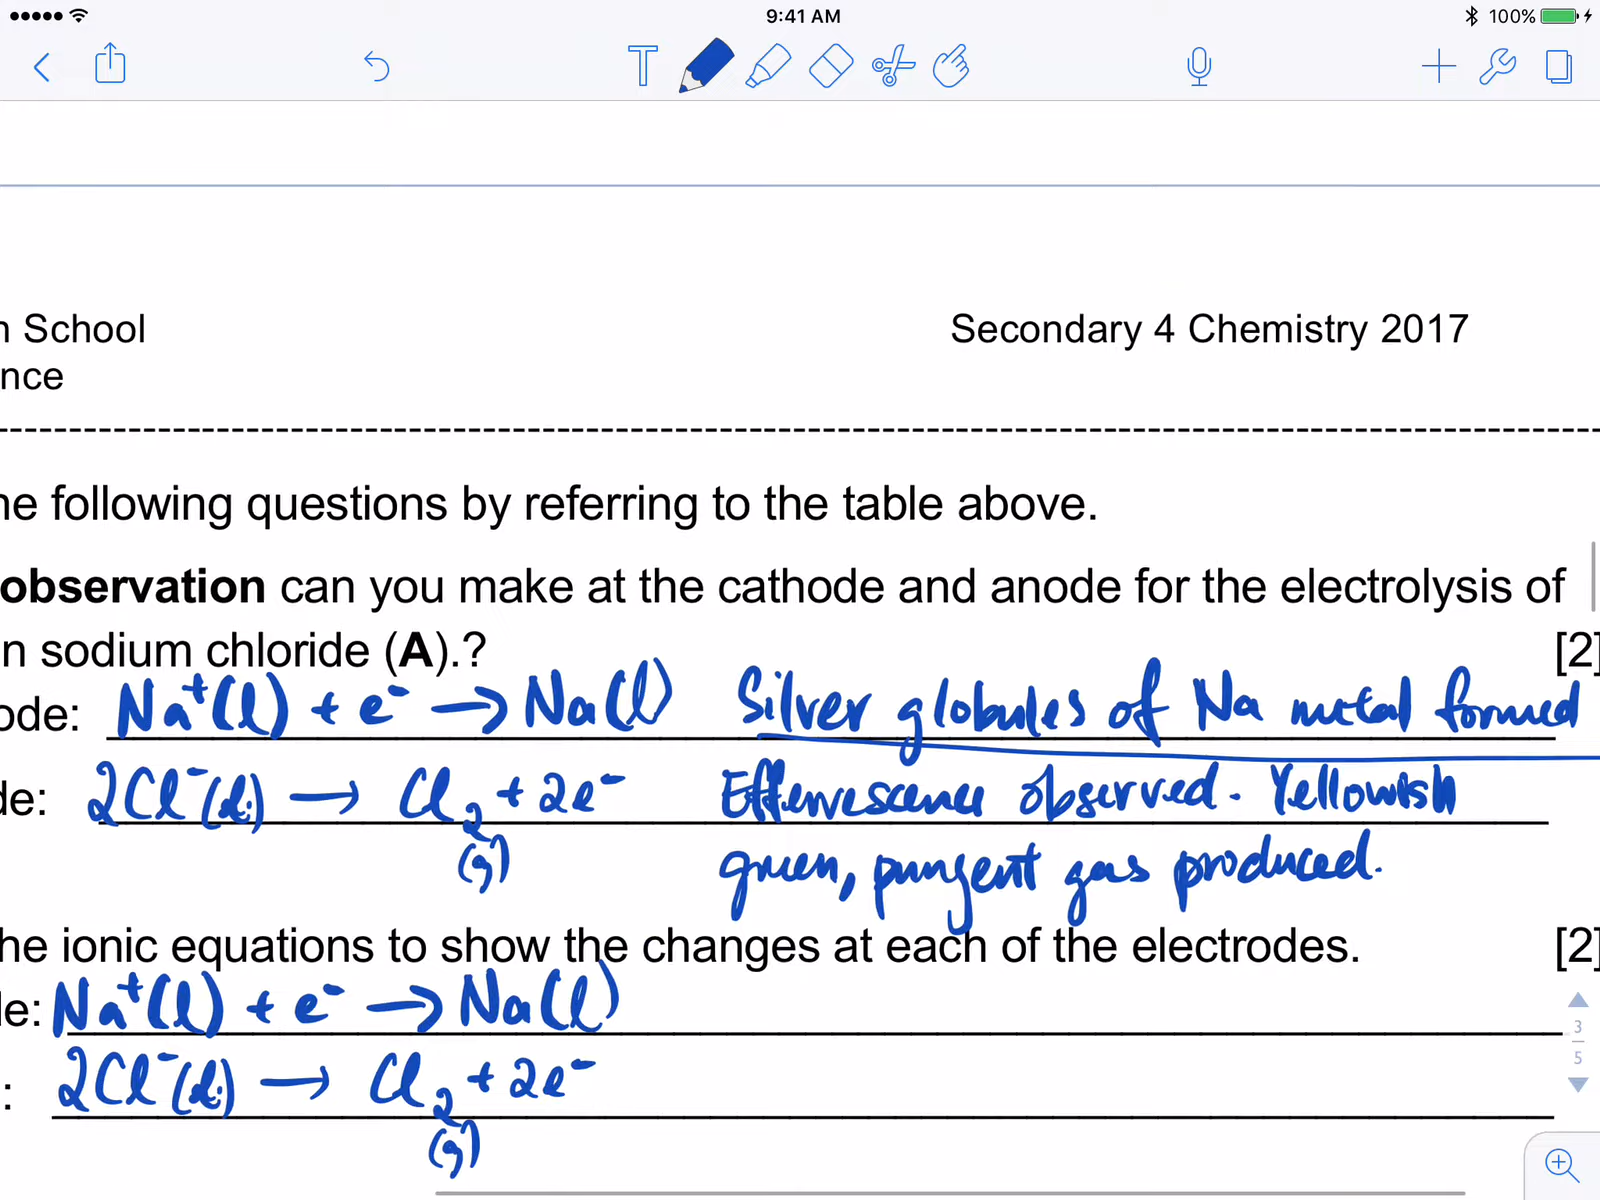 9:41 AM
100%
T
n School
Secondary 4 Chemistry 2017
nce
he following questions by referring to the table above.
observation can you make at the cathode and anode for the electrolysis of
n sodium chloride (A).? [2]
ode: Na⁺(l) + e⁻ → Na(l) Silver globules of Na metal formed
de: 2Cl⁻(l) → Cl₂(g) + 2e⁻ Effervescence observed. Yellowish
green, pungent gas produced.
he ionic equations to show the changes at each of the electrodes. [2]
le: Na⁺(l) + e⁻ → Na(l)
: 2Cl⁻(l) → Cl₂(g) + 2e⁻
3
5